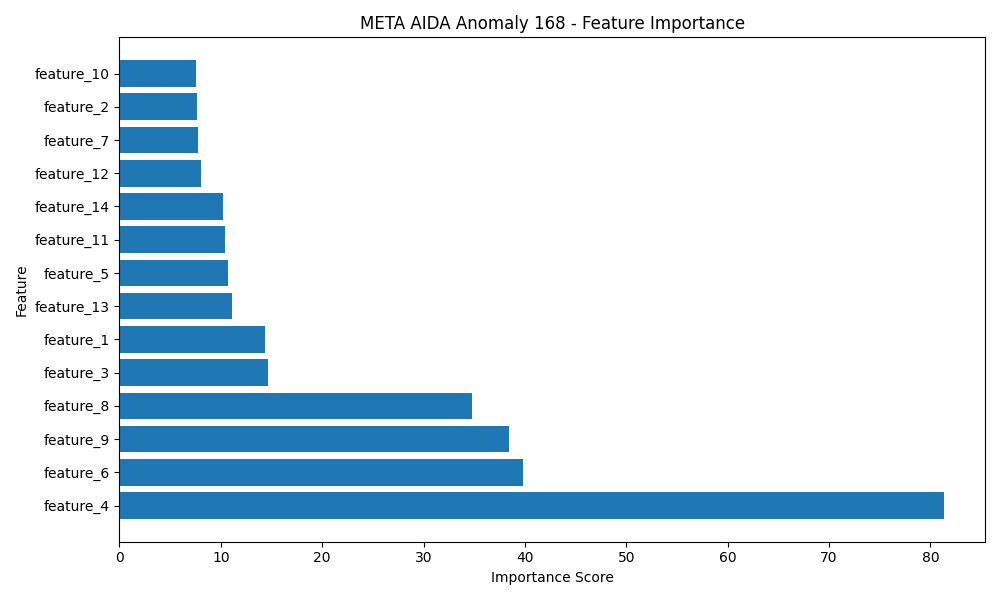 META AIDA Anomaly 168 - Feature Importance
feature_10
feature_2
feature_7
feature_12
feature_14
feature_11
feature_5
feature_13
feature_1
feature_3
feature_8
feature_9
feature_6
feature_4
Feature
0 10 20 30 40 50 60 70 80
Importance Score